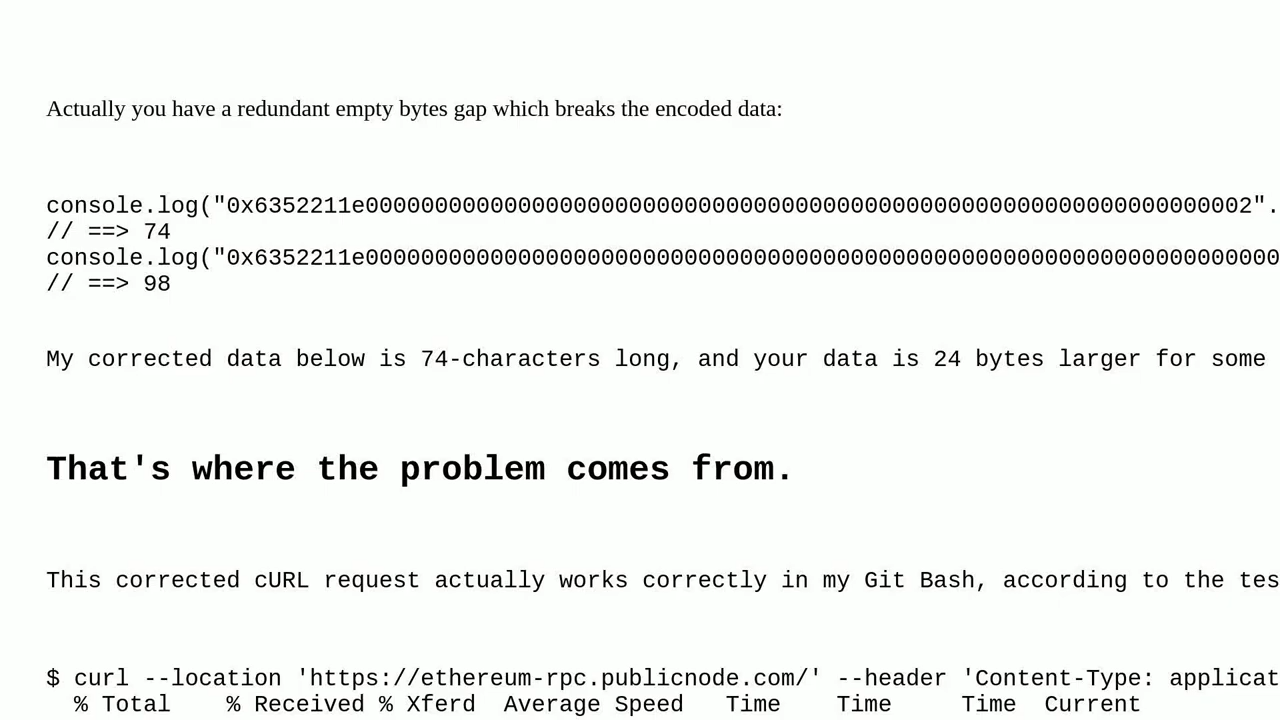 Actually you have a redundant empty bytes gap which breaks the encoded data:
console.log("0x6352211e0000000000000000000000000000000000000000000000000000000000000002".
// ==> 74
console.log("0x6352211e000000000000000000000000000000000000000000000000000000000000000000
// ==> 98
My corrected data below is 74-characters long, and your data is 24 bytes larger for some
That's where the problem comes from.
This corrected cURL request actually works correctly in my Git Bash, according to the tes
$ curl --location 'https://ethereum-rpc.publicnode.com/' --header 'Content-Type: applicat
% Total % Received % Xferd Average Speed Time Time Time Current